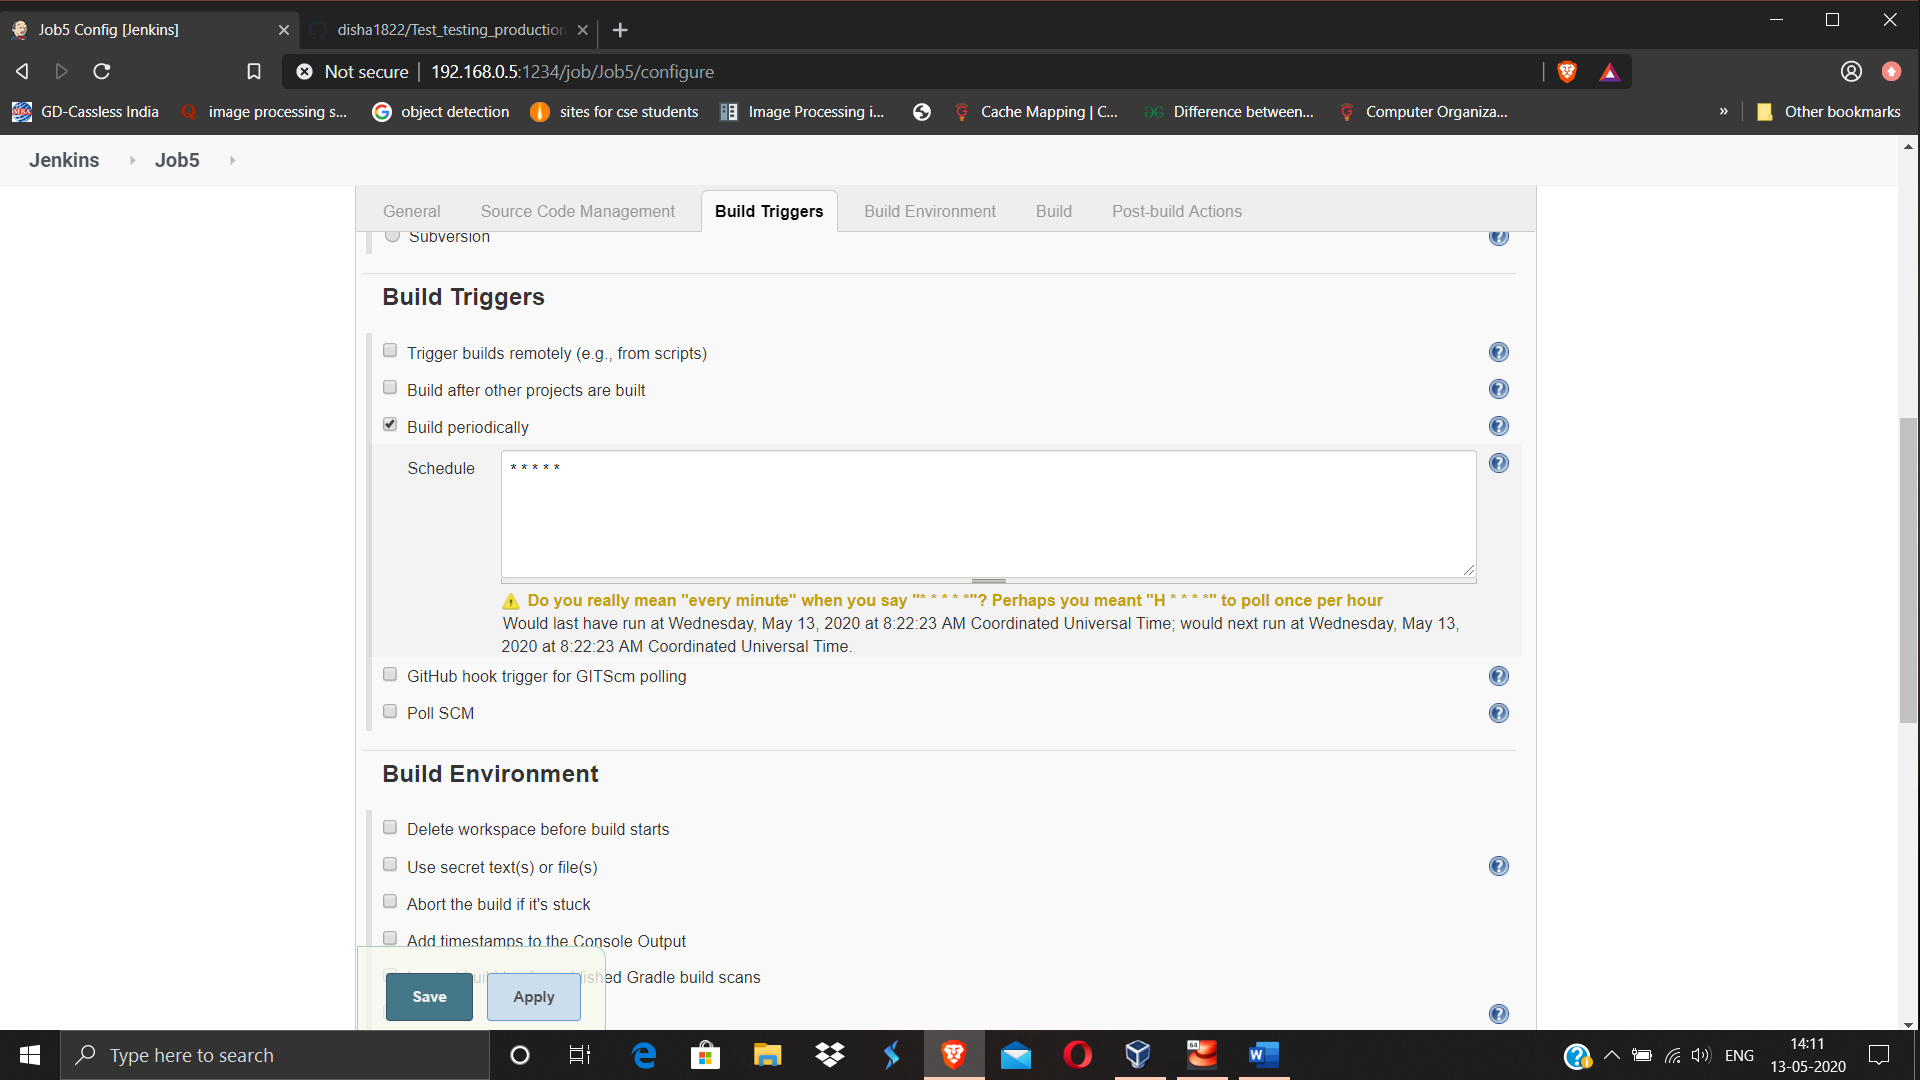 Job5 Config [Jenkins]
disha1822/Test_testing_production
Not secure | 192.168.0.5:1234/job/Job5/configure
GD-Cassless India
image processing s...
object detection
sites for cse students
Image Processing i...
Cache Mapping | C...
Difference between...
Computer Organiza...
»
Other bookmarks
Jenkins
Job5
General
Source Code Management
Build Triggers
Build Environment
Build
Post-build Actions
Subversion
Build Triggers
Trigger builds remotely (e.g., from scripts)
Build after other projects are built
Build periodically
Schedule
* * * * *
Do you really mean "every minute" when you say "* * * * *"? Perhaps you meant "H * * * *" to poll once per hour
Would last have run at Wednesday, May 13, 2020 at 8:22:23 AM Coordinated Universal Time; would next run at Wednesday, May 13,
2020 at 8:22:23 AM Coordinated Universal Time.
GitHub hook trigger for GITScm polling
Poll SCM
Build Environment
Delete workspace before build starts
Use secret text(s) or file(s)
Abort the build if it's stuck
Add timestamps to the Console Output
Gradle build scans
Save
Apply
Type here to search
64
ENG
14:11
13-05-2020